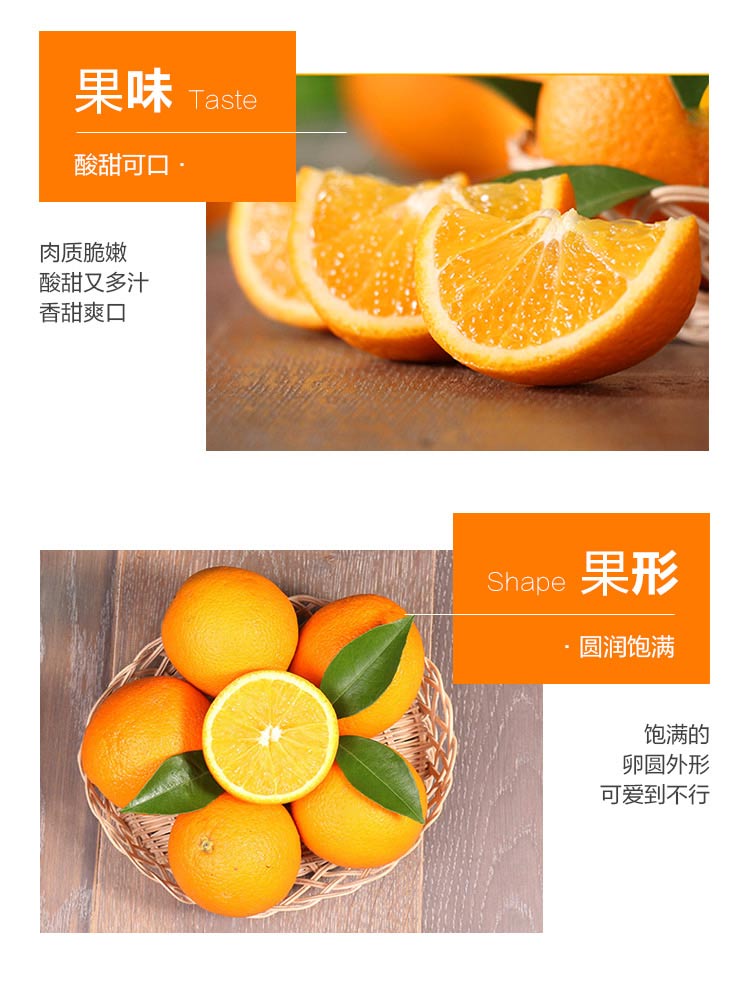 果味 Taste
酸甜可口 ·
肉质脆嫩
酸甜又多汁
香甜爽口
Shape 果形
· 圆润饱满
饱满的
卵圆外形
可爱到不行